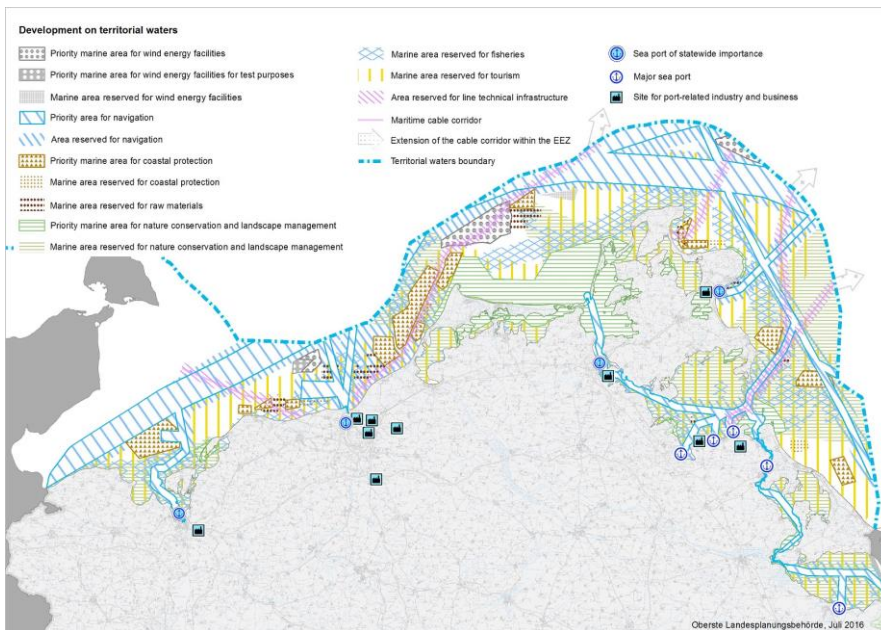 Development on territorial waters
Priority marine area for wind energy facilities
Priority marine area for wind energy facilities for test purposes
Marine area reserved for wind energy facilities
Priority area for navigation
Area reserved for navigation
Priority marine area for coastal protection
Marine area reserved for coastal protection
Marine area reserved for raw materials
Priority marine area for nature conservation and landscape management
Marine area reserved for nature conservation and landscape management
Marine area reserved for fisheries
Marine area reserved for tourism
Area reserved for line technical infrastructure
Maritime cable corridor
Extension of the cable corridor within the EEZ
Territorial waters boundary
Sea port of statewide importance
Major sea port
Site for port-related industry and business
Oberste Landesplanungsbehörde, Juli 2016